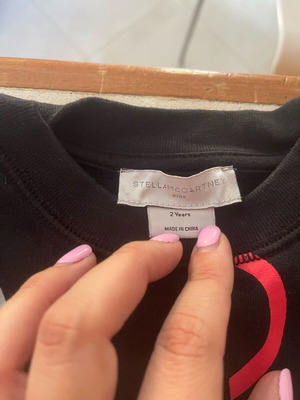 STELLA McCARTNEY
KIDS
2 Years
MADE IN CHINA